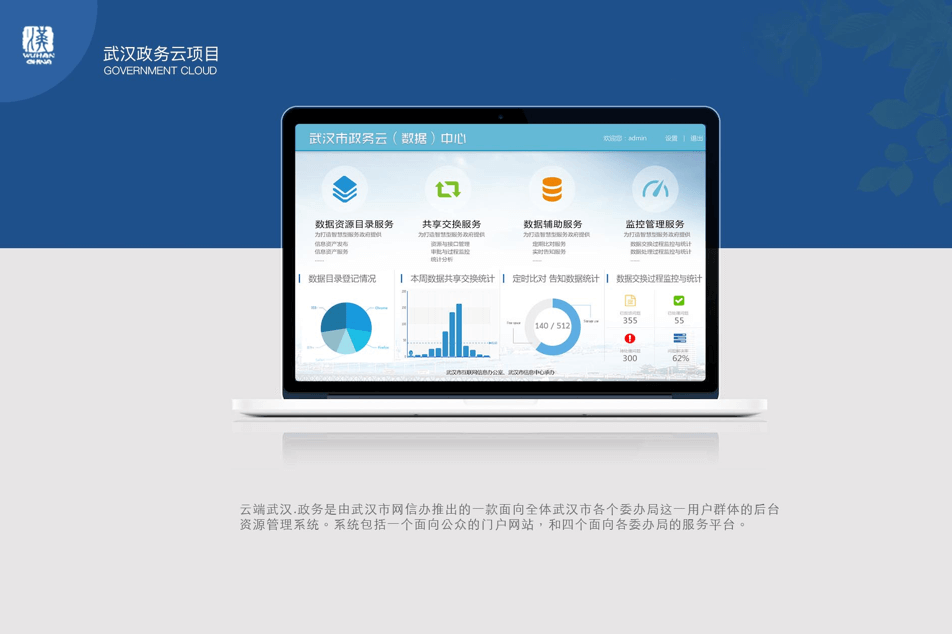 WUHAN
CHINA
武汉政务云项目
GOVERNMENT CLOUD
武汉市政务云（数据）中心
欢迎您：admin 设置 | 退出
数据资源目录服务 共享交换服务 数据辅助服务 监控管理服务
为打造智慧型服务政府提供 为打造智慧型服务政府提供 为打造智慧型服务政府提供 为打造智慧型服务政府提供
信息资产发布 资源与接口管理 定期比对服务 数据交换过程监控与统计
信息资产服务 审批与过程监控 实时告知服务 数据处理过程监控与统计
统计分析
数据目录登记情况 本周数据共享交换统计 定时比对 告知数据统计 数据交换过程监控与统计
355 55
140 / 512
300 62%
武汉市互联网信息办公室、武汉市信息中心承办
云端武汉.政务是由武汉市网信办推出的一款面向全体武汉市各个委办局这一用户群体的后台
资源管理系统。系统包括一个面向公众的门户网站，和四个面向各委办局的服务平台。